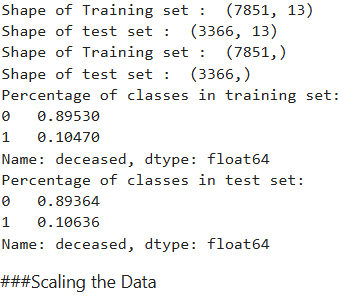 Shape of Training set :  (7851, 13)
Shape of test set :  (3366, 13)
Shape of Training set :  (7851,)
Shape of test set :  (3366,)
Percentage of classes in training set:
0    0.89530
1    0.10470
Name: deceased, dtype: float64
Percentage of classes in test set:
0    0.89364
1    0.10636
Name: deceased, dtype: float64
###Scaling the Data